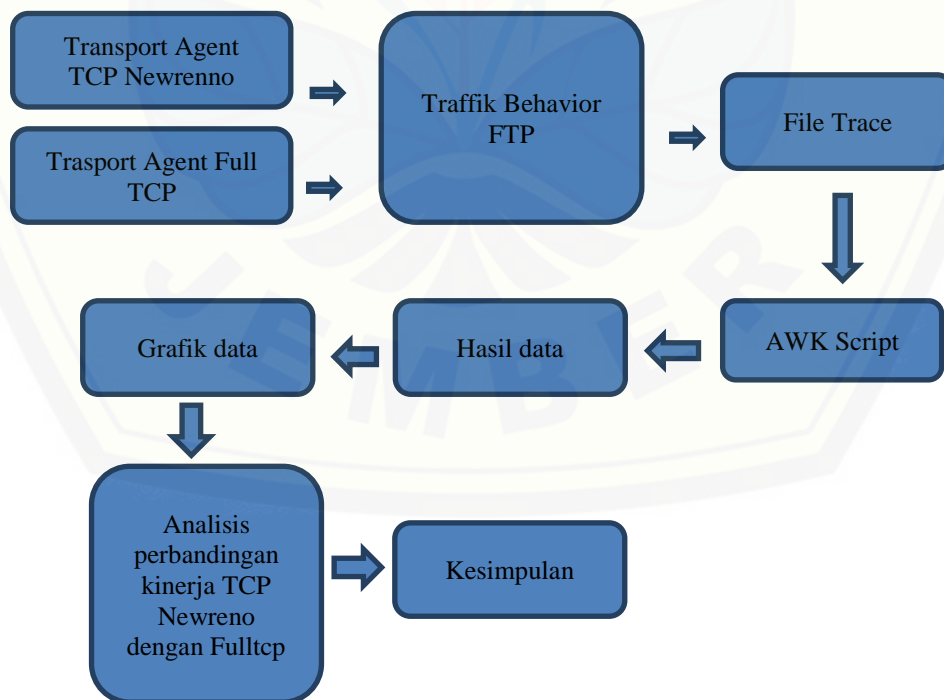 Transport Agent
TCP Newrenno
Trasport Agent Full
TCP
Traffik Behavior
FTP
File Trace
AWK Script
Hasil data
Grafik data
Analisis
perbandingan
kinerja TCP
Newreno
dengan Fulltcp
Kesimpulan
JEMBER